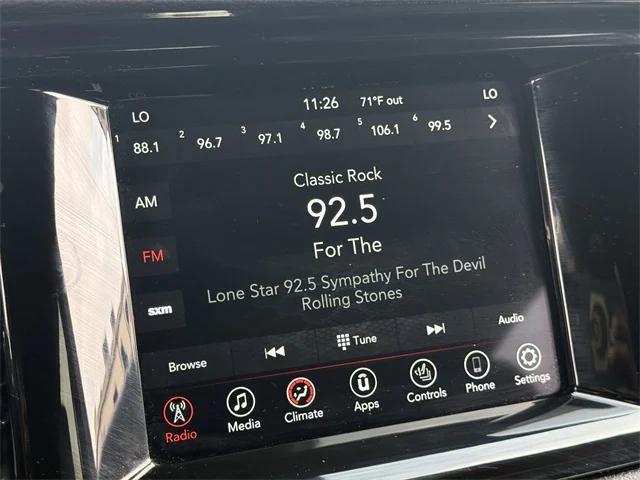 LO 11:26 71°F out LO
1 88.1 2 96.7 3 97.1 4 98.7 5 106.1 6 99.5
Classic Rock
AM
92.5
FM
For The
Lone Star 92.5 Sympathy For The Devil
Rolling Stones
sxm
Browse Tune Audio
Radio Media Climate Apps Controls Phone Settings